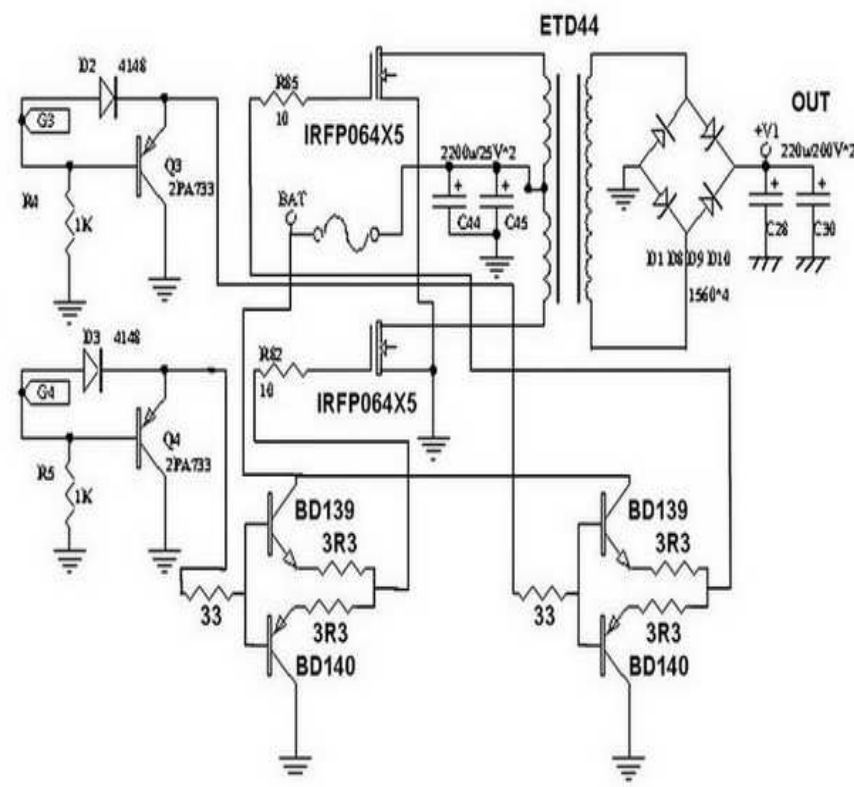 ETD44
D2 4148
R85
10
IRFP064X5
OUT
+V1
220u/200V*2
G3
Q3
2PA733
R4
1K
2200u/25V*2
BAT
C44 C45
C28 C30
D1 D8 D9 D10
1560*4
D3 4148
R82
10
G4
IRFP064X5
Q4
2PA733
R5
1K
BD139
3R3
33
3R3
BD140
BD139
3R3
33
3R3
BD140